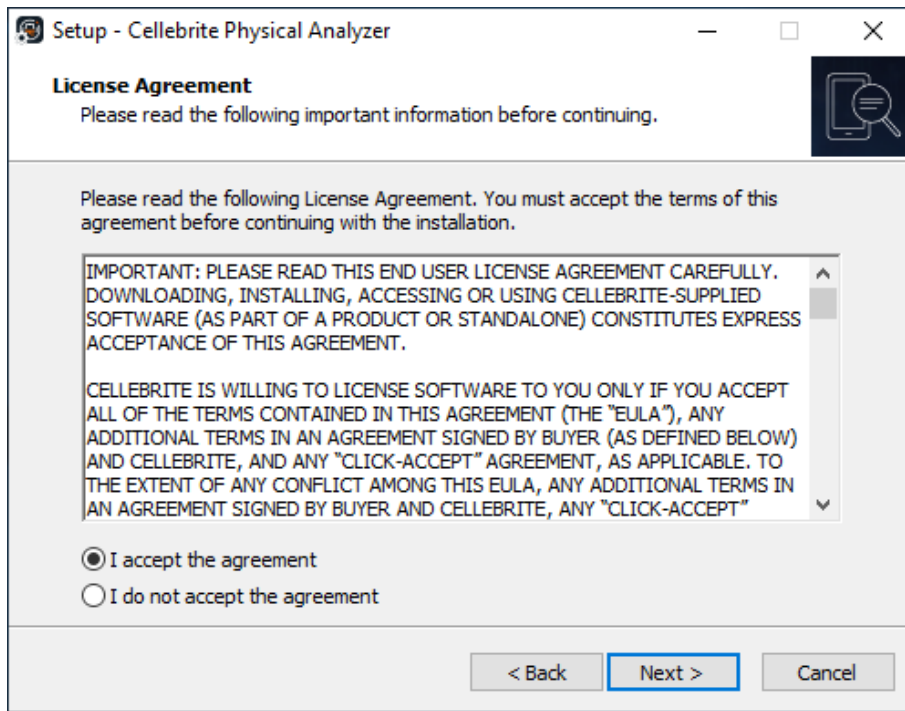 Setup - Cellebrite Physical Analyzer
License Agreement
Please read the following important information before continuing.
Please read the following License Agreement. You must accept the terms of this
agreement before continuing with the installation.
IMPORTANT: PLEASE READ THIS END USER LICENSE AGREEMENT CAREFULLY.
DOWNLOADING, INSTALLING, ACCESSING OR USING CELLEBRITE-SUPPLIED
SOFTWARE (AS PART OF A PRODUCT OR STANDALONE) CONSTITUTES EXPRESS
ACCEPTANCE OF THIS AGREEMENT.
CELLEBRITE IS WILLING TO LICENSE SOFTWARE TO YOU ONLY IF YOU ACCEPT
ALL OF THE TERMS CONTAINED IN THIS AGREEMENT (THE “EULA”), ANY
ADDITIONAL TERMS IN AN AGREEMENT SIGNED BY BUYER (AS DEFINED BELOW)
AND CELLEBRITE, AND ANY “CLICK-ACCEPT” AGREEMENT, AS APPLICABLE. TO
THE EXTENT OF ANY CONFLICT AMONG THIS EULA, ANY ADDITIONAL TERMS IN
AN AGREEMENT SIGNED BY BUYER AND CELLEBRITE, ANY “CLICK-ACCEPT”
I accept the agreement
I do not accept the agreement
< Back
Next >
Cancel